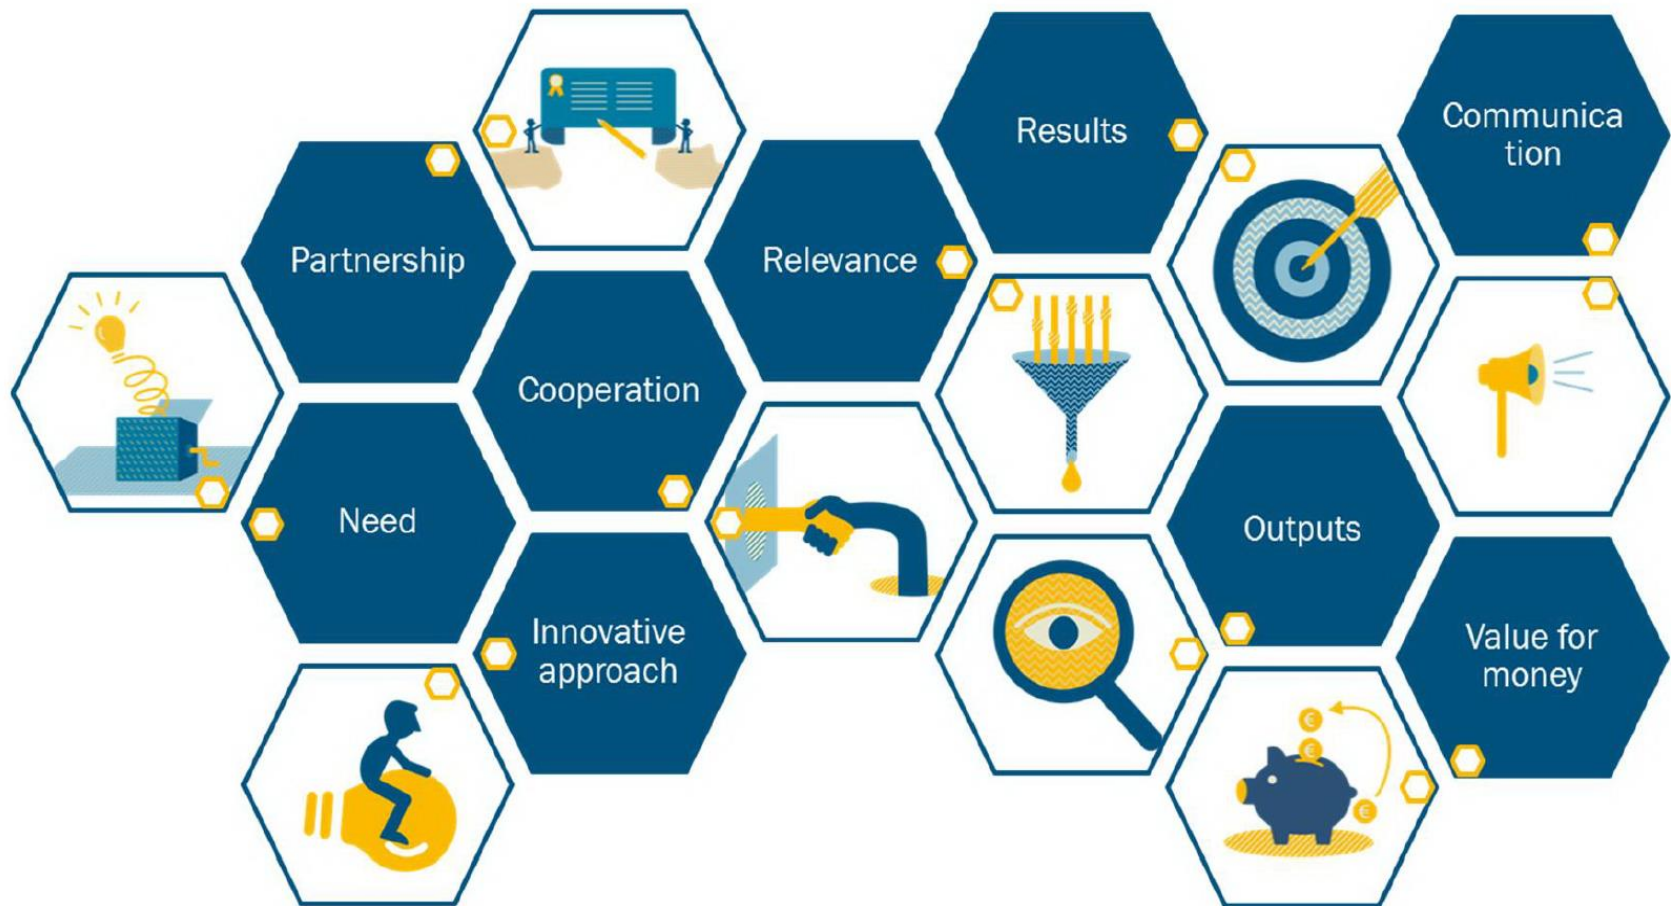 Partnership
Need
Cooperation
Innovative
approach
Relevance
Results
Outputs
Communica
tion
Value for
money
€
€
€